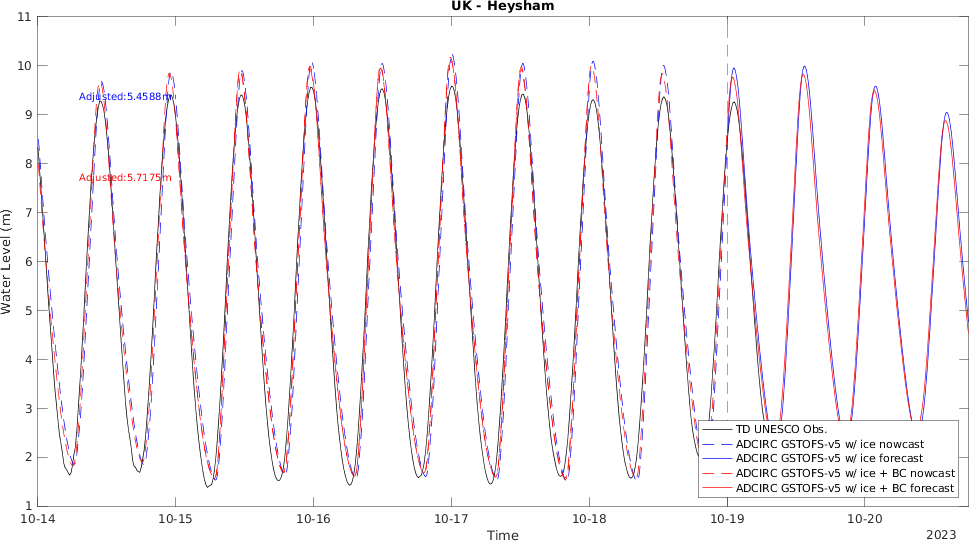 UK - Heysham
11
10
9
8
7
6
5
4
3
2
1
Water Level (m)
Adjusted:5.4588m
Adjusted:5.7175m
TD UNESCO Obs.
ADCIRC GSTOFS-v5 w/ ice nowcast
ADCIRC GSTOFS-v5 w/ ice forecast
ADCIRC GSTOFS-v5 w/ ice + BC nowcast
ADCIRC GSTOFS-v5 w/ ice + BC forecast
10-14 10-15 10-16 10-17 10-18 10-19 10-20
Time
2023